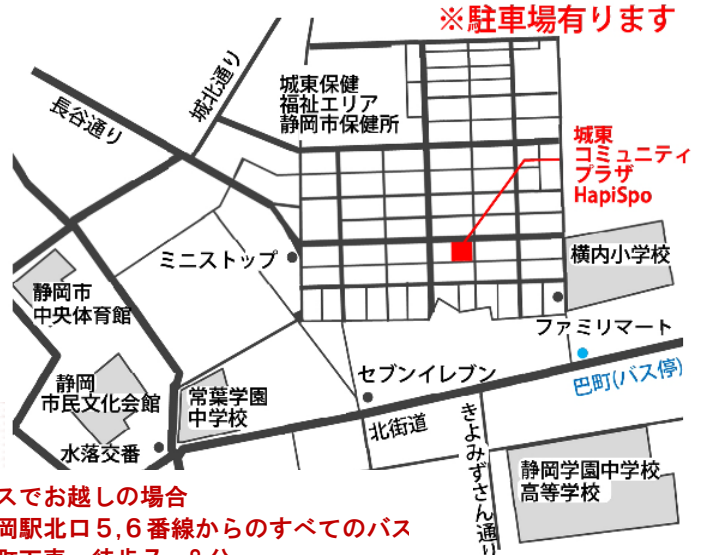 ※駐車場有ります
城北通り
長谷通り
城東保健
福祉エリア
静岡市保健所
城東
コミュニティ
プラザ
HapiSpo
ミニストップ
横内小学校
静岡市
中央体育館
ファミリマート
静岡
市民文化会館
常葉学園
中学校
セブンイレブン
巴町(バス停)
水落交番
北街道
きよみずさん通り
静岡学園中学校
高等学校
スでお越しの場合
岡駅北口5,6番線からのすべてのバス